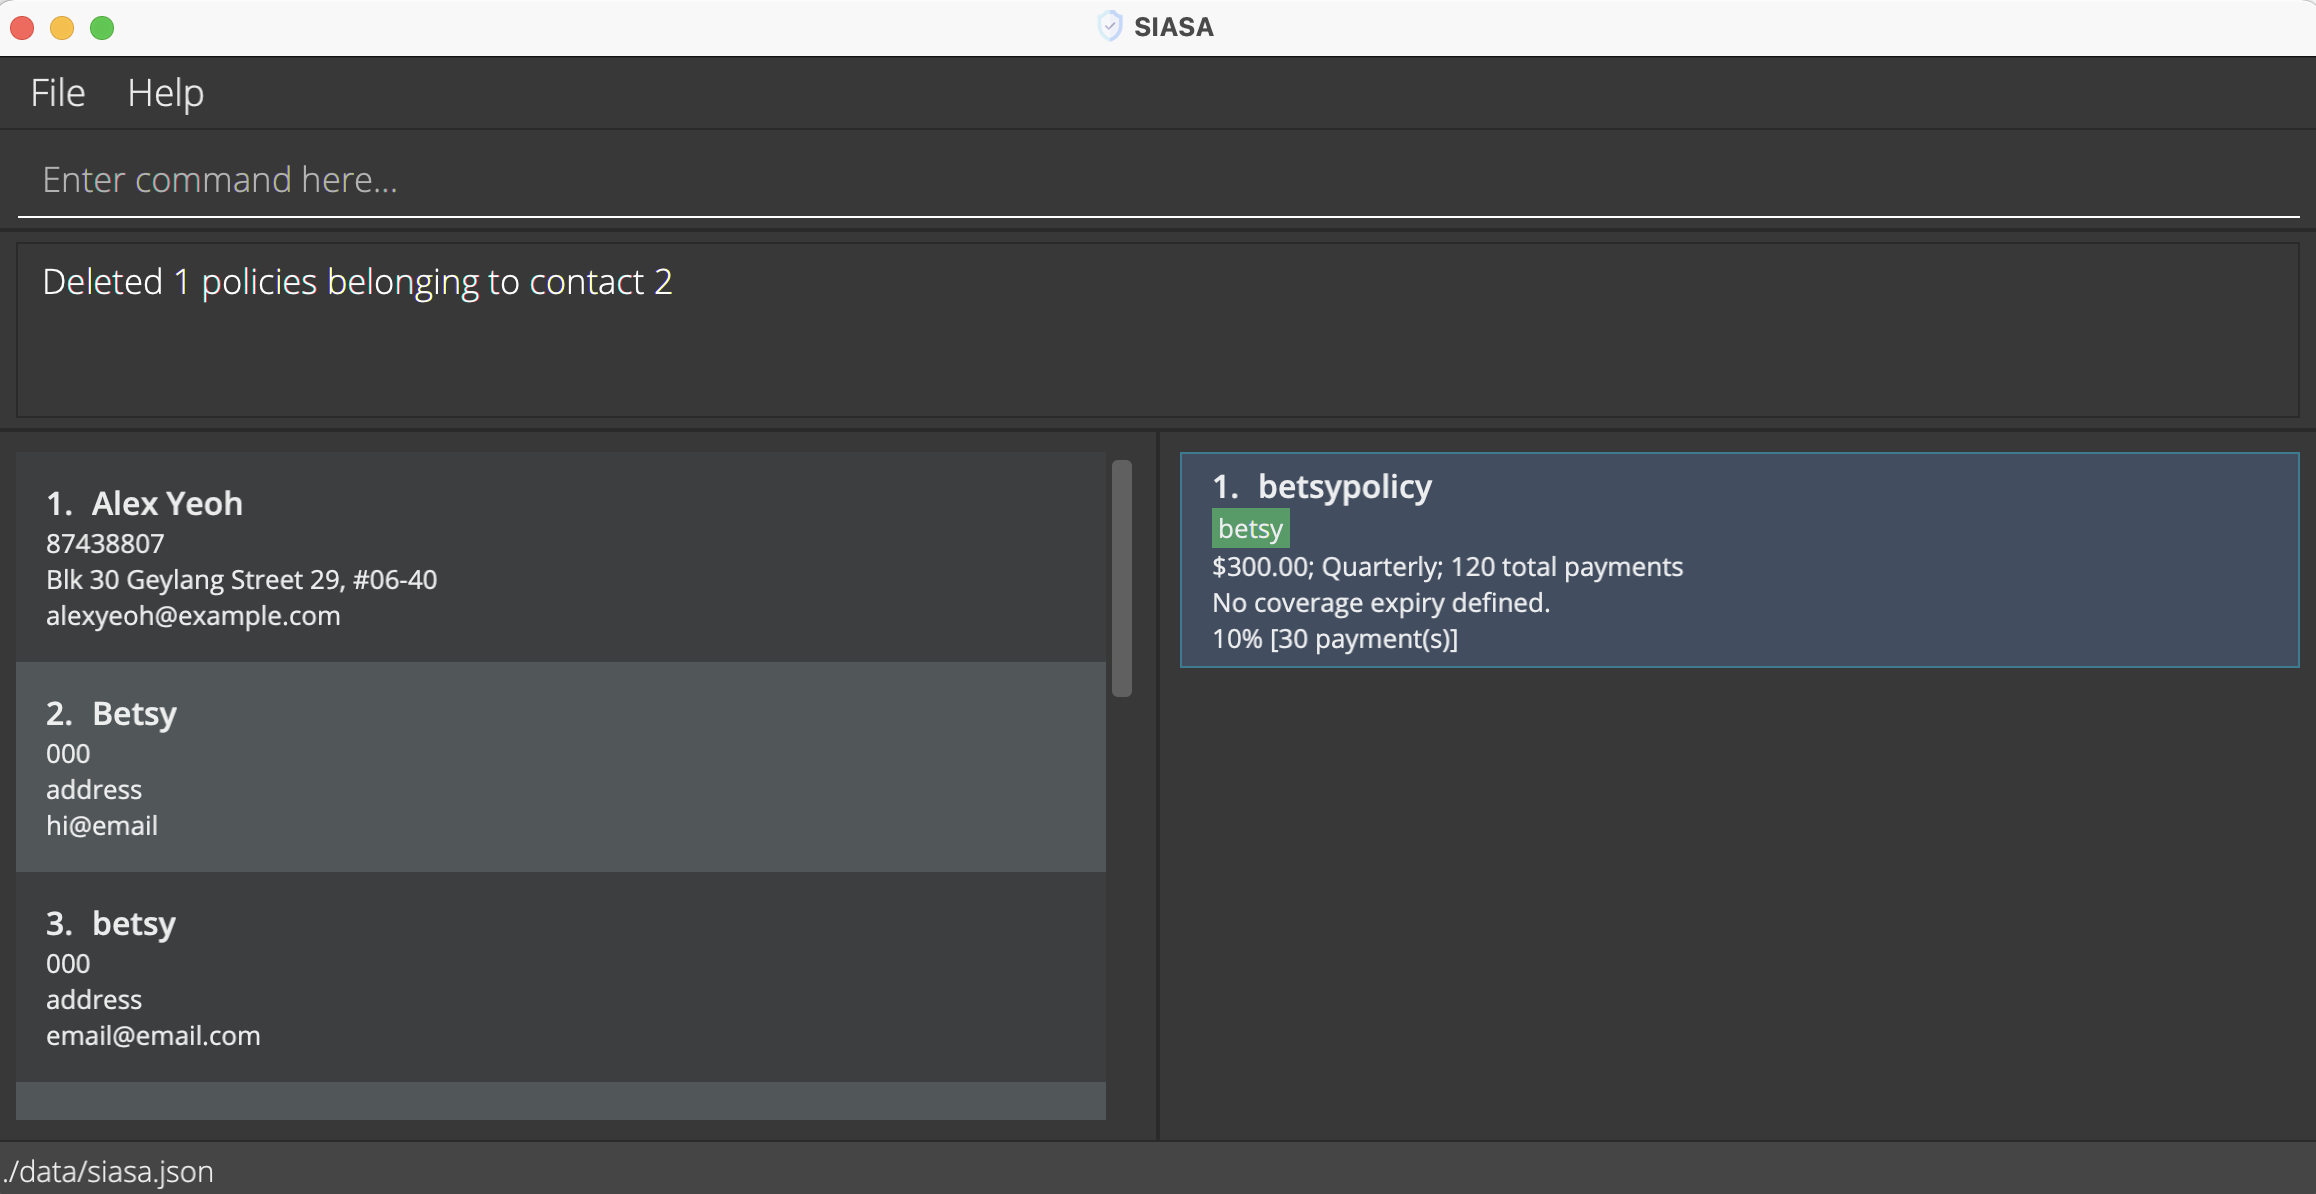 SIASA
File Help
Enter command here...
Deleted 1 policies belonging to contact 2
1. Alex Yeoh
87438807
Blk 30 Geylang Street 29, #06-40
alexyeoh@example.com
2. Betsy
000
address
hi@email
3. betsy
000
address
email@email.com
1. betsypolicy
betsy
$300.00; Quarterly; 120 total payments
No coverage expiry defined.
10% [30 payment(s)]
./data/siasa.json